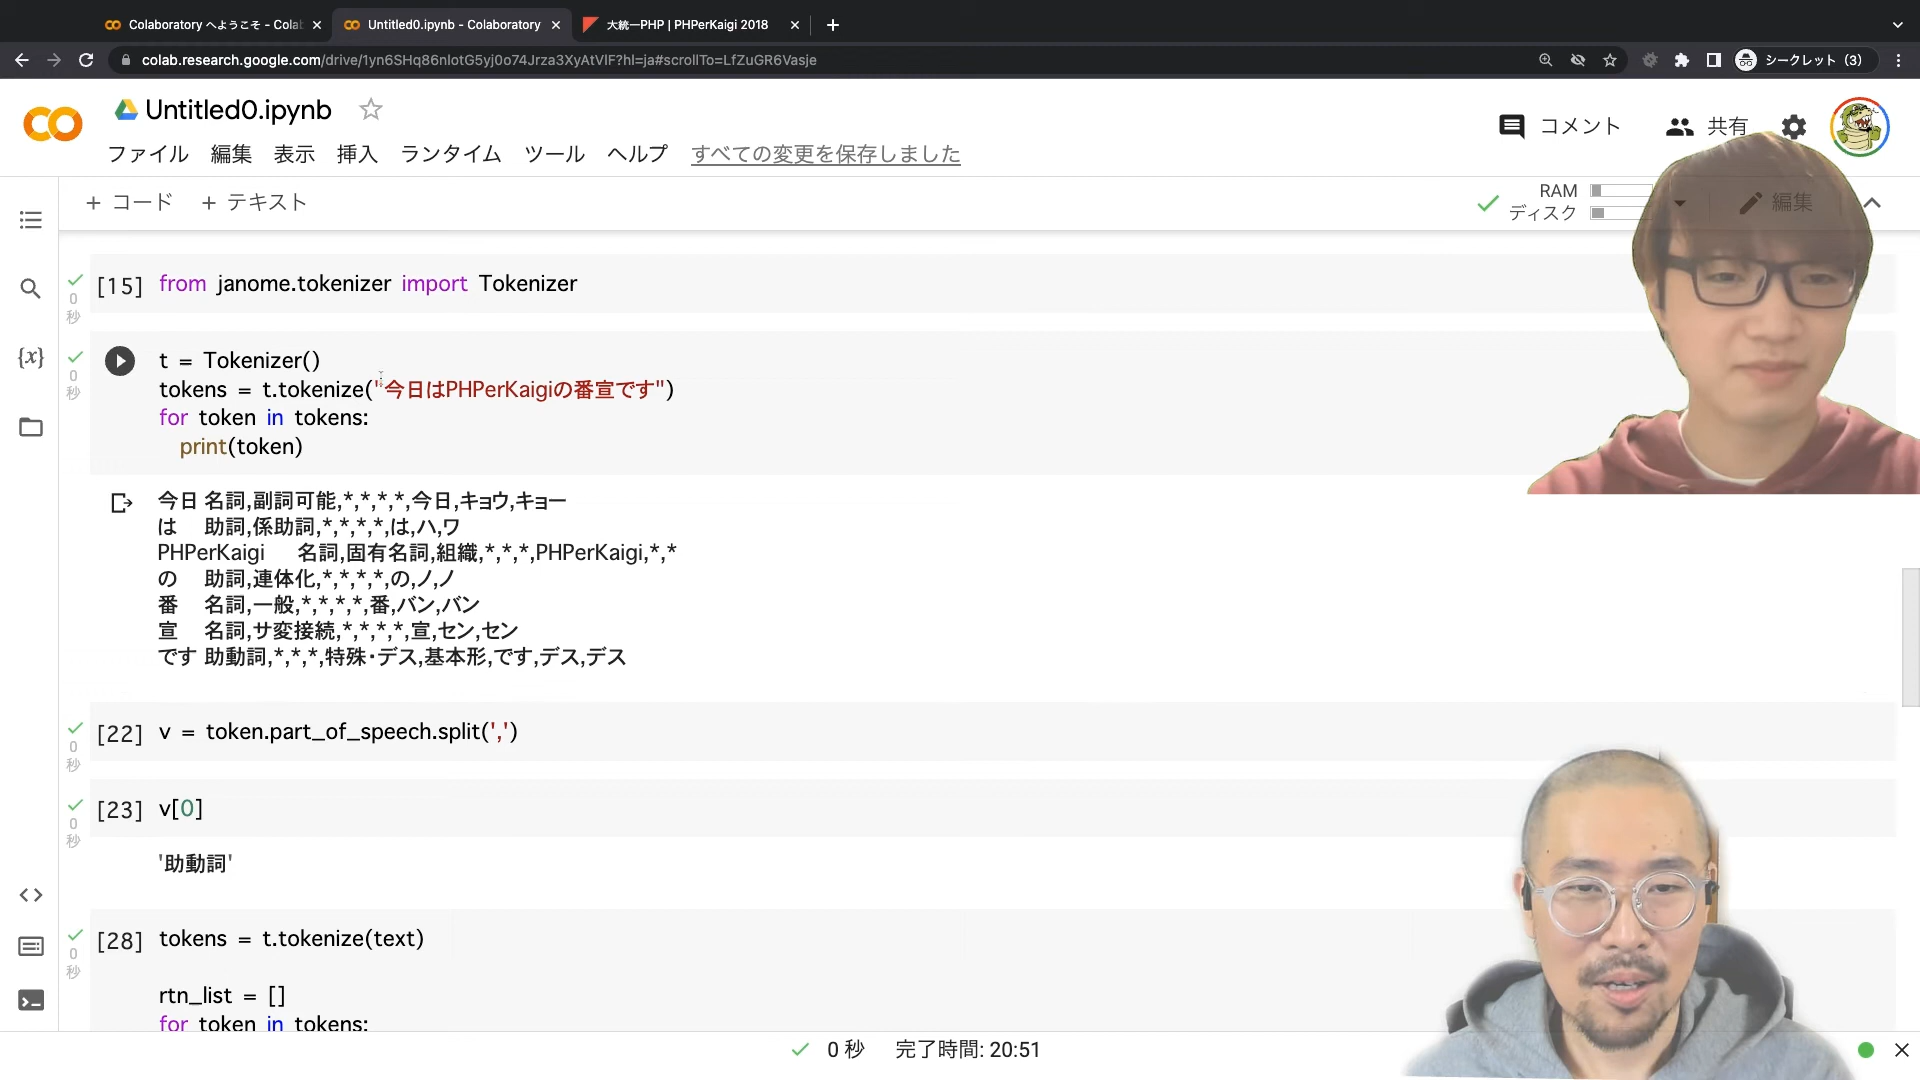 Colaboratory へようこそ - Colab
Untitled0.ipynb - Colaboratory
大統一PHP | PHPerKaigi 2018
colab.research.google.com/drive/1yn6SHq86nlotG5yj0o74Jrza3XyAtVlF?hl=ja#scrollTo=LfZuGR6Vasje
シークレット (3)
Untitled0.ipynb
コメント
共有
ファイル 編集 表示 挿入 ランタイム ツール ヘルプ すべての変更を保存しました
+ コード + テキスト
RAM
ディスク
編集
[15] from janome.tokenizer import Tokenizer
0
秒
t = Tokenizer()
tokens = t.tokenize("今日はPHPerKaigiの番宣です")
for token in tokens:
print(token)
0
秒
今日 名詞,副詞可能,*,*,*,*,今日,キョウ,キョー
は 助詞,係助詞,*,*,*,*,は,ハ,ワ
PHPerKaigi 名詞,固有名詞,組織,*,*,*,PHPerKaigi,*,*
の 助詞,連体化,*,*,*,*,の,ノ,ノ
番 名詞,一般,*,*,*,*,番,バン,バン
宣 名詞,サ変接続,*,*,*,*,宣,セン,セン
です 助動詞,*,*,*,特殊・デス,基本形,です,デス,デス
[22] v = token.part_of_speech.split(',')
0
秒
[23] v[0]
0
秒
'助動詞'
[28] tokens = t.tokenize(text)
0
秒
rtn_list = []
for token in tokens:
0 秒 完了時間: 20:51